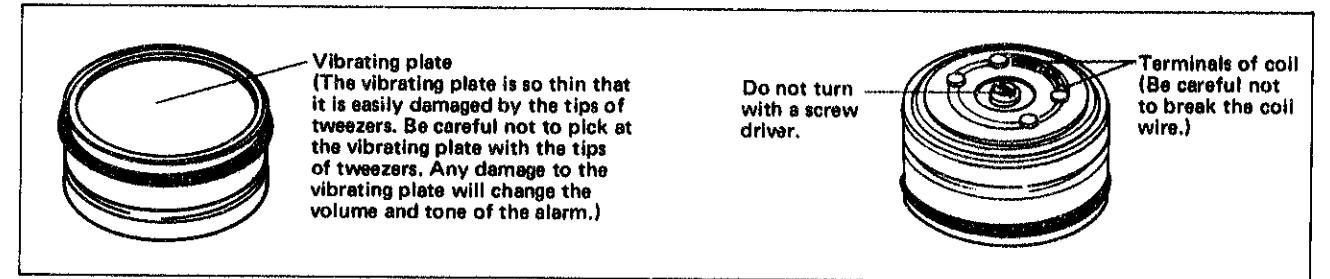 Vibrating plate
(The vibrating plate is so thin that
it is easily damaged by the tips of
tweezers. Be careful not to pick at
the vibrating plate with the tips
of tweezers. Any damage to the
vibrating plate will change the
volume and tone of the alarm.)
Do not turn
with a screw
driver.
Terminals of coil
(Be careful not
to break the coil
wire.)